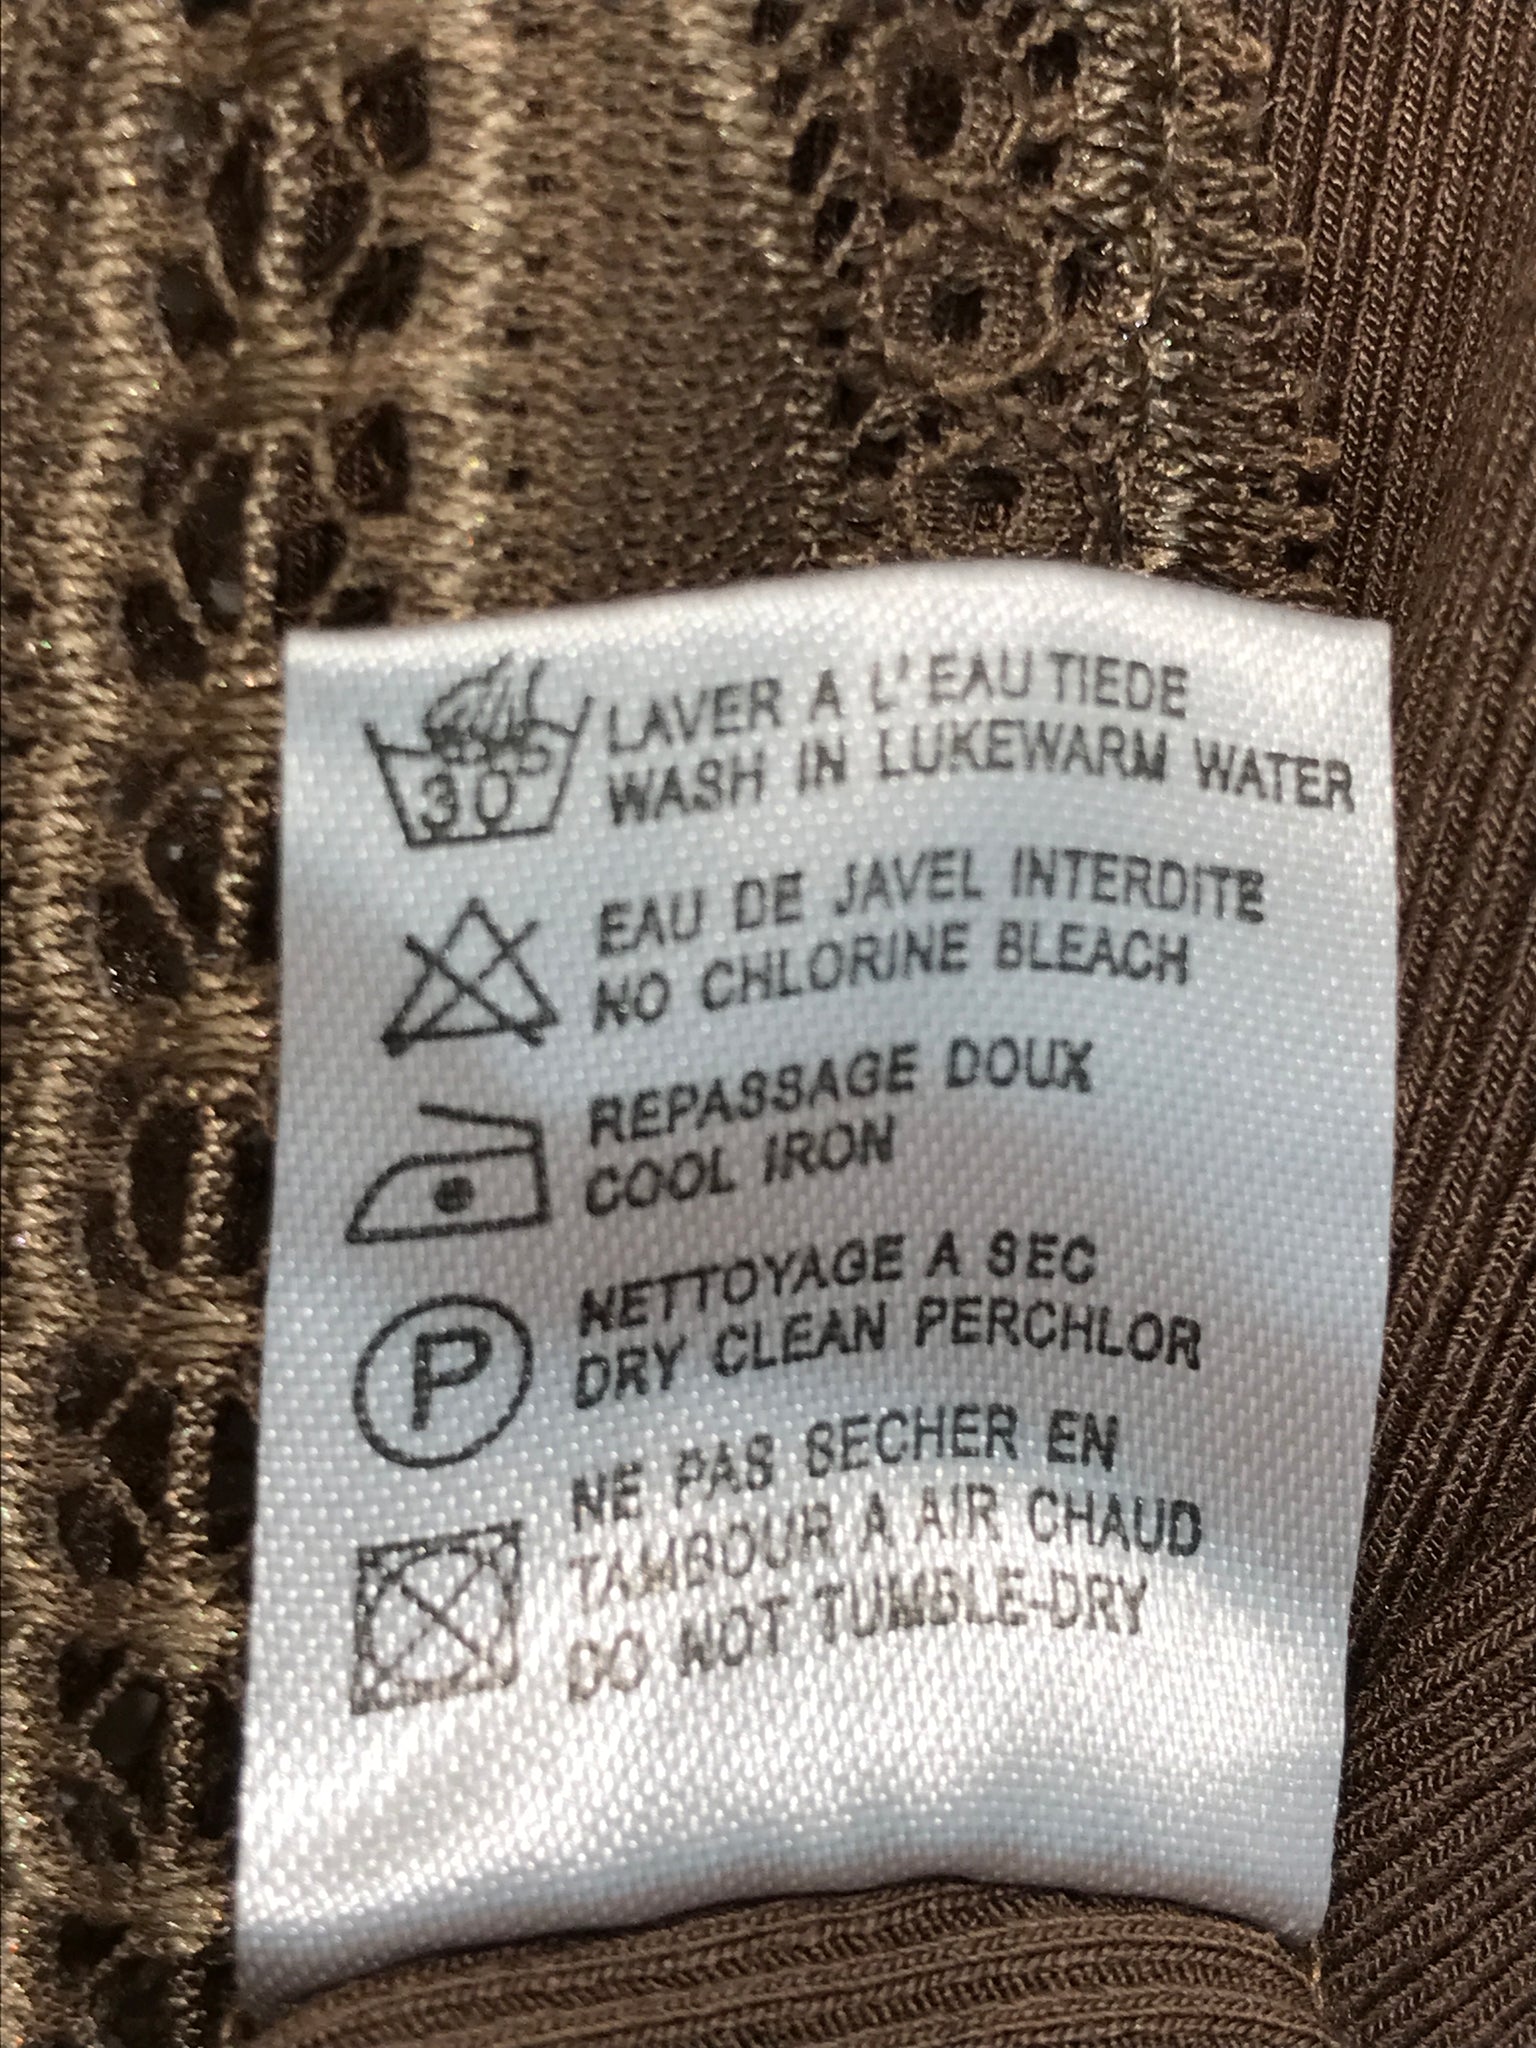 30°
LAVER A L'EAU TIEDE
WASH IN LUKEWARM WATER
EAU DE JAVEL INTERDITE
NO CHLORINE BLEACH
REPASSAGE DOUX
COOL IRON
P
NETTOYAGE A SEC
DRY CLEAN PERCHLOR
NE PAS SECHER EN
TAMBOUR A AIR CHAUD
DO NOT TUMBLE-DRY